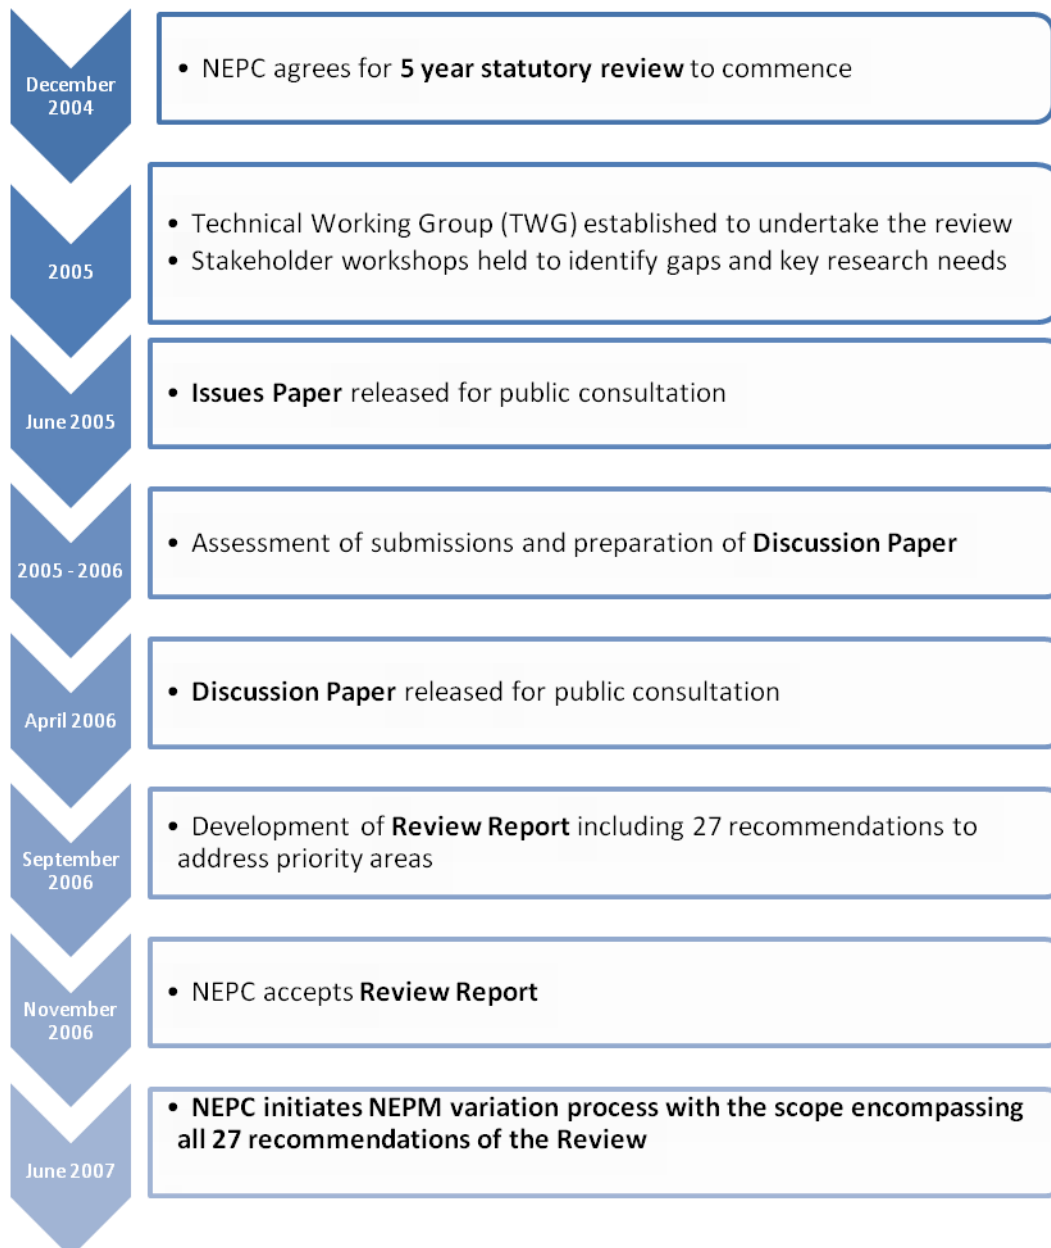 December
2004
• NEPC agrees for 5 year statutory review to commence
2005
• Technical Working Group (TWG) established to undertake the review
• Stakeholder workshops held to identify gaps and key research needs
June 2005
• Issues Paper released for public consultation
2005 - 2006
• Assessment of submissions and preparation of Discussion Paper
April 2006
• Discussion Paper released for public consultation
September
2006
• Development of Review Report including 27 recommendations to
address priority areas
November
2006
• NEPC accepts Review Report
June 2007
• NEPC initiates NEPM variation process with the scope encompassing
all 27 recommendations of the Review